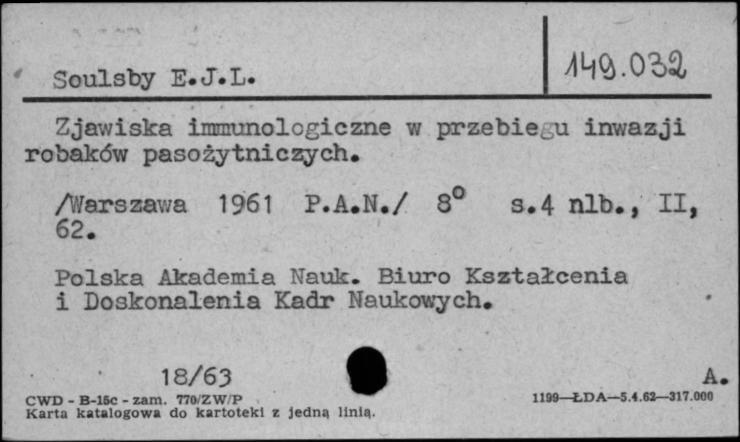 Soulsby E.J.L.
149.032
Zjawiska immunologiczne w przebiegu inwazji
robaków pasożytniczych.
/Warszawa 1961 P.A.N./ 8° s.4 nlb., II,
62.
Polska Akademia Nauk. Biuro Kształcenia
i Doskonalenia Kadr Naukowych.
18/63
A.
CWD - B-15c - zam. 770/ZW/P
1199—ŁDA—5.4.62—317.000
Karta katalogowa do kartoteki z jedną linią.